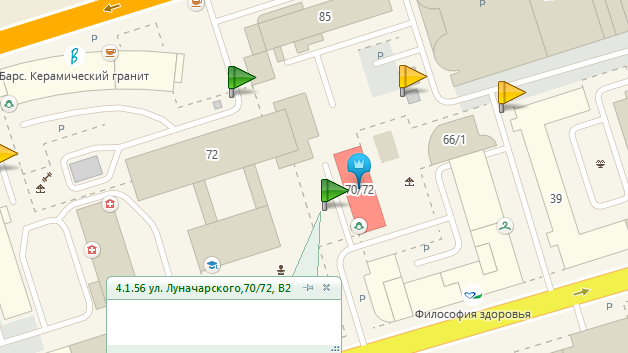 85
P
Барс. Керамический гранит
P
P
P
P
72
66/1
70/72
39
P
P
4.1.56 ул. Луначарского,70/72, В2
P
Философия здоровья
P